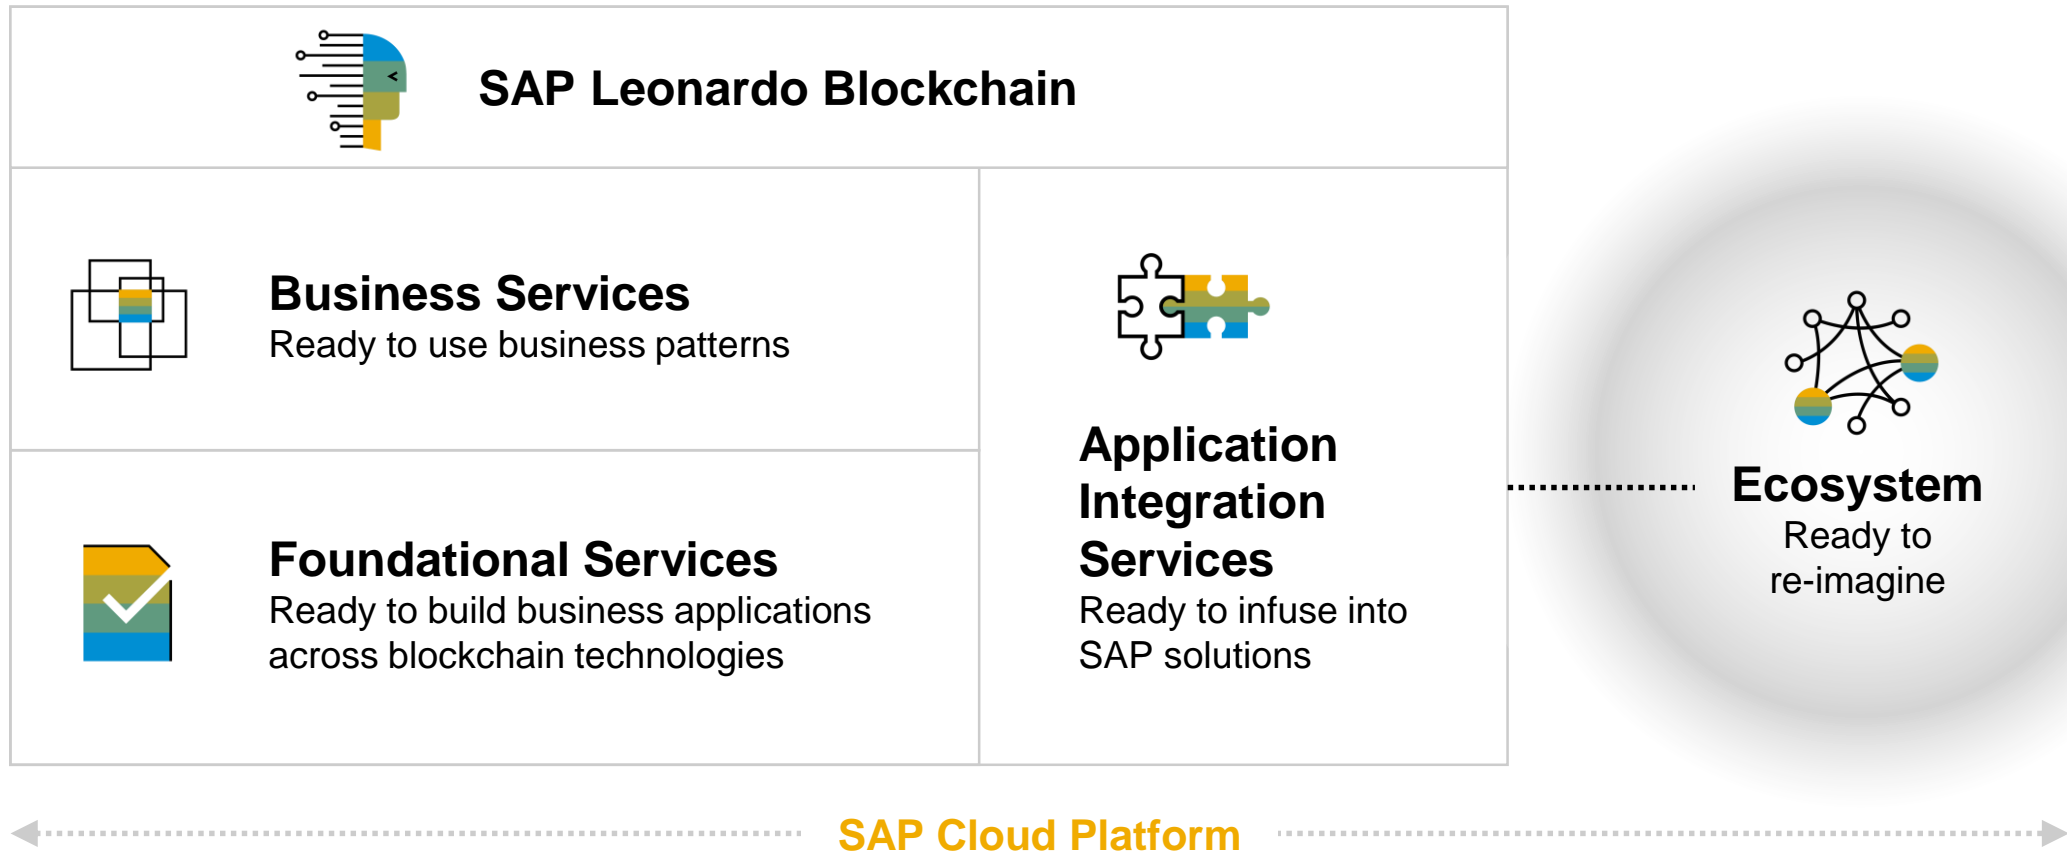 SAP Leonardo Blockchain
Business Services
Ready to use business patterns
Foundational Services
Ready to build business applications
across blockchain technologies
Application
Integration
Services
Ready to infuse into
SAP solutions
Ecosystem
Ready to
re-imagine
SAP Cloud Platform